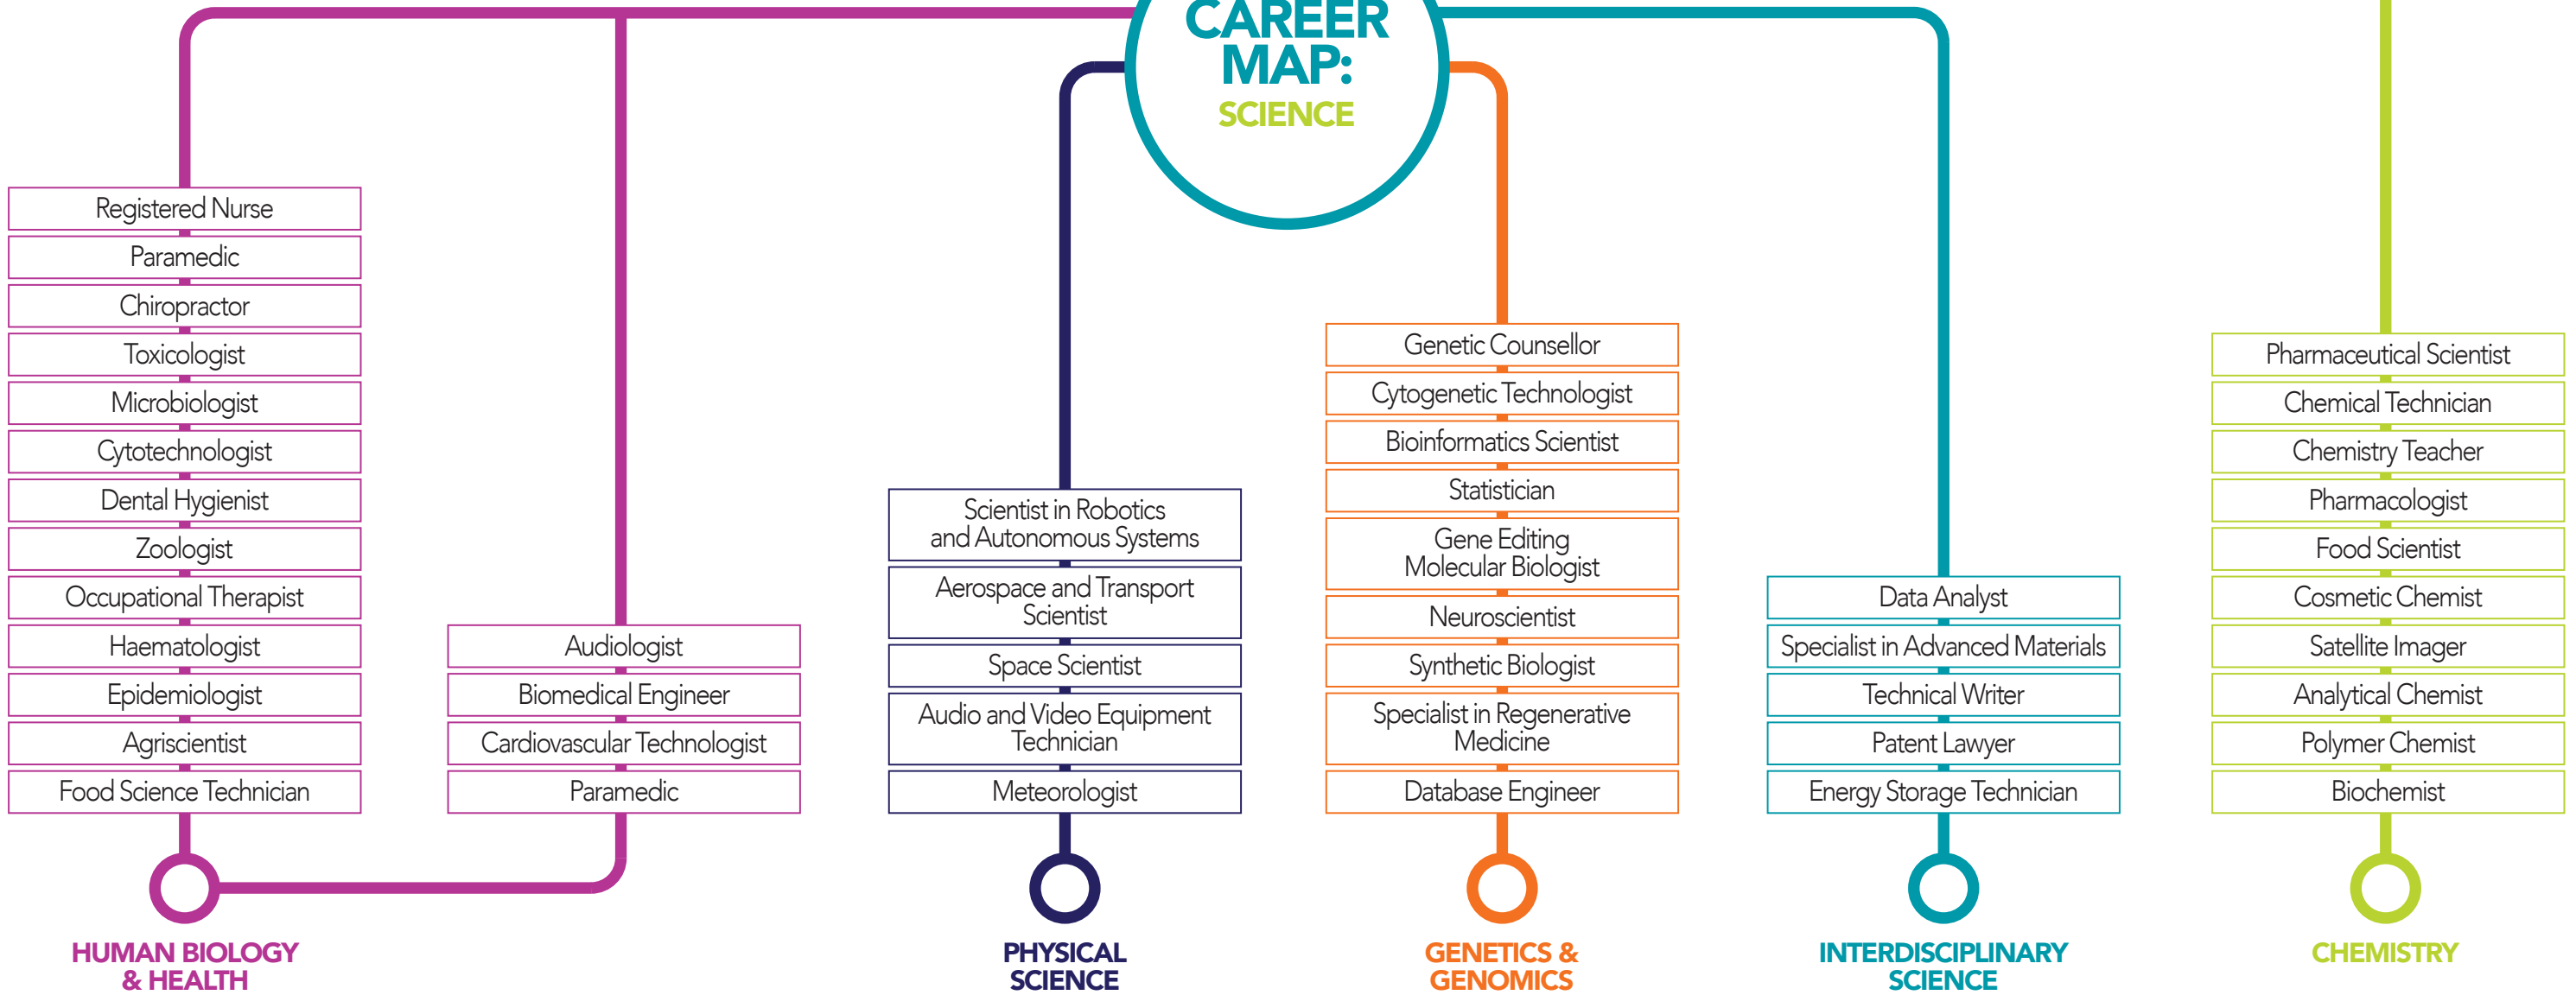 CAREER
MAP:
SCIENCE
Registered Nurse
Paramedic
Chiropractor
Toxicologist
Microbiologist
Cytotechnologist
Dental Hygienist
Zoologist
Occupational Therapist
Haematologist
Epidemiologist
Agriscientist
Food Science Technician
HUMAN BIOLOGY
& HEALTH
Audiologist
Biomedical Engineer
Cardiovascular Technologist
Paramedic
Scientist in Robotics
and Autonomous Systems
Aerospace and Transport
Scientist
Space Scientist
Audio and Video Equipment
Technician
Meteorologist
PHYSICAL
SCIENCE
Genetic Counsellor
Cytogenetic Technologist
Bioinformatics Scientist
Statistician
Gene Editing
Molecular Biologist
Neuroscientist
Synthetic Biologist
Specialist in Regenerative
Medicine
Database Engineer
GENETICS &
GENOMICS
Data Analyst
Specialist in Advanced Materials
Technical Writer
Patent Lawyer
Energy Storage Technician
INTERDISCIPLINARY
SCIENCE
Pharmaceutical Scientist
Chemical Technician
Chemistry Teacher
Pharmacologist
Food Scientist
Cosmetic Chemist
Satellite Imager
Analytical Chemist
Polymer Chemist
Biochemist
CHEMISTRY